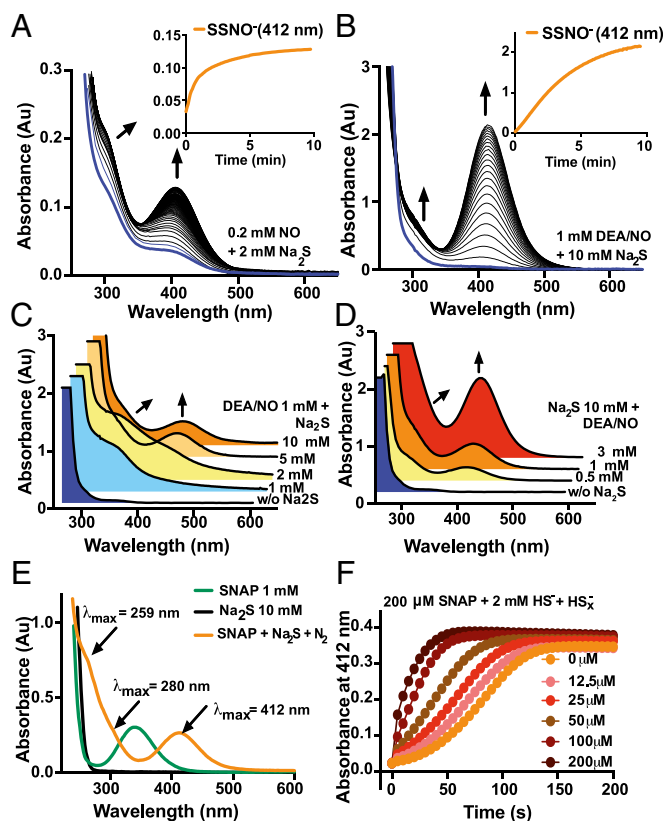 A
SSNO⁻(412 nm)
0.15
0.10
0.05
0.00
0
5
10
Time (min)
0.3
0.2
0.1
0.0
Absorbance (Au)
0.2 mM NO
+ 2 mM Na₂S
300
400
500
600
Wavelength (nm)
B
SSNO⁻(412 nm)
2
1
0
0
5
10
Time (min)
3
2
1
0
Absorbance (Au)
1 mM DEA/NO
+ 10 mM Na₂S
300
400
500
600
Wavelength (nm)
C
3
2
1
0
Absorbance (Au)
DEA/NO 1 mM +
Na₂S
10 mM
5 mM
2 mM
1 mM
w/o Na2S
300
400
500
600
Wavelength (nm)
D
3
2
1
0
Absorbance (Au)
Na₂S 10 mM +
DEA/NO
3 mM
1 mM
0.5 mM
w/o Na₂S
300
400
500
600
Wavelength (nm)
E
SNAP 1 mM
Na₂S 10 mM
SNAP + Na₂S + N₂
λmax = 259 nm
λmax = 280 nm
λmax = 412 nm
1.0
0.5
0.0
Absorbance (Au)
300
400
500
600
Wavelength (nm)
F
200 µM SNAP + 2 mM HS⁻ + HSₓ⁻
0.4
0.3
0.2
0.1
0.0
Absorbance at 412 nm
0 µM
12,5µM
25 µM
50 µM
100µM
200µM
0
50
100
150
200
Time (s)